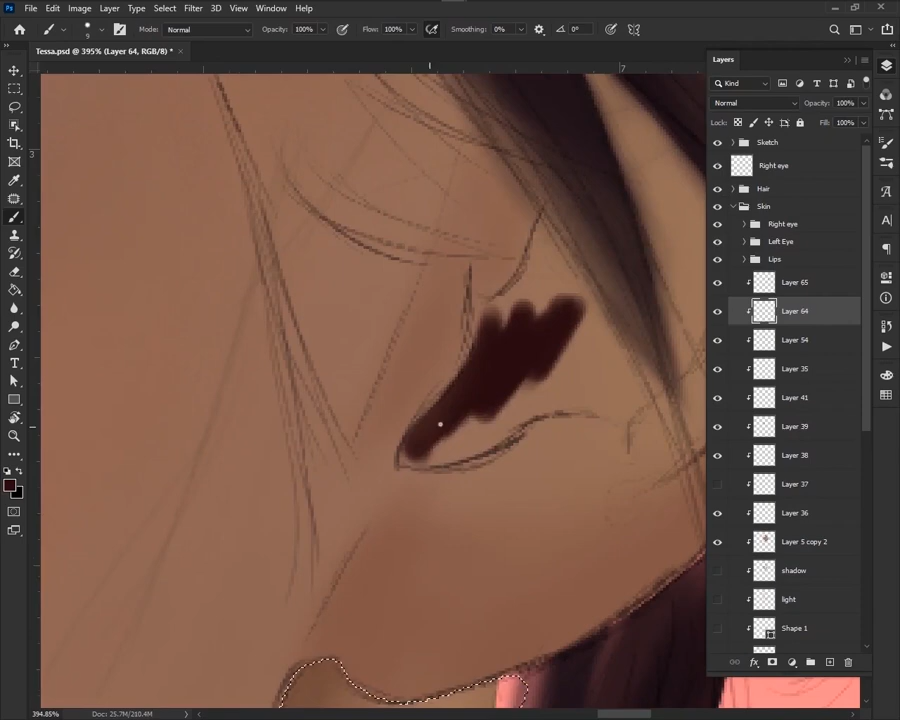 Ps File Edit Image Layer Type Select Filter 3D View Window Help
9 Mode: Normal Opacity: 100% Flow: 100% Smoothing: 0% 0°
Tessa.psd @ 395% (Layer 64, RGB/8) * ×
Layers
7
Kind
Normal Opacity: 100%
Lock: Fill: 100%
3
Sketch
Right eye
Hair
Skin
Right eye
Left Eye
Lips
Layer 65
Layer 64
Layer 54
Layer 35
Layer 41
Layer 39
Layer 38
Layer 37
Layer 36
Layer 5 copy 2
shadow
light
Shape 1
394.85% Doc: 25.7M/210.4M